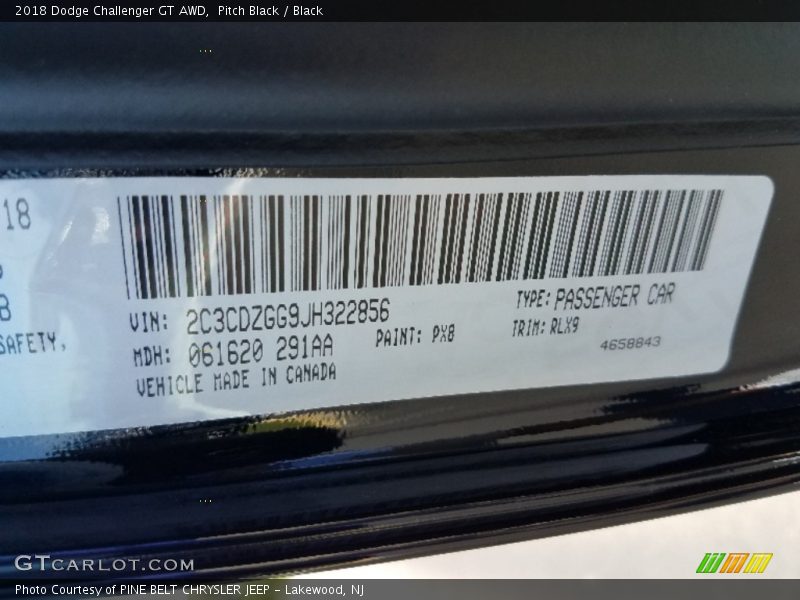 2018 Dodge Challenger GT AWD,  Pitch Black / Black
18
B
SAFETY.
VIN: 2C3CDZGG9JH322856
TYPE: PASSENGER CAR
MDH: 061620 291AA
PAINT: PX8
TRIM: RLX9
VEHICLE MADE IN CANADA
4658843
GTCARLOT.COM
Photo Courtesy of PINE BELT CHRYSLER JEEP - Lakewood, NJ